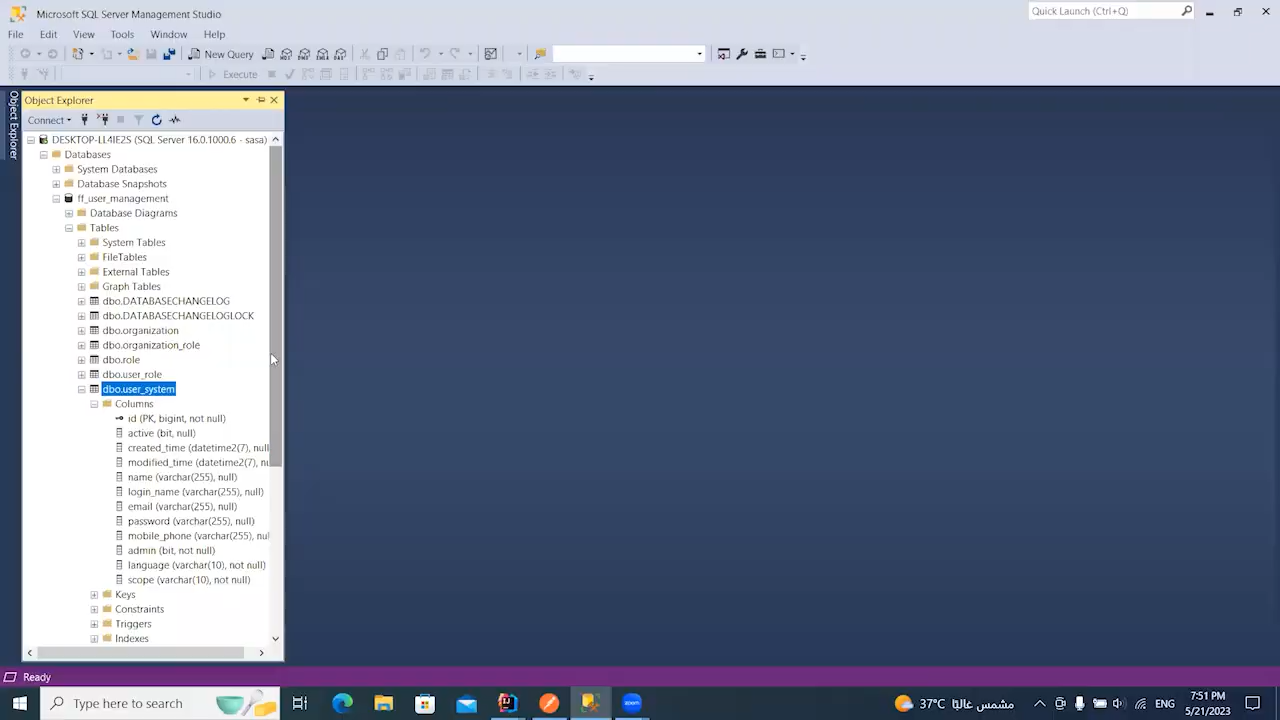 Microsoft SQL Server Management Studio
Quick Launch (Ctrl+Q)
File Edit View Tools Window Help
New Query
Execute
Object Explorer
Object Explorer
Connect
DESKTOP-LL4IE2S (SQL Server 16.0.1000.6 - sasa)
Databases
System Databases
Database Snapshots
ff_user_management
Database Diagrams
Tables
System Tables
FileTables
External Tables
Graph Tables
dbo.DATABASECHANGELOG
dbo.DATABASECHANGELOGLOCK
dbo.organization
dbo.organization_role
dbo.role
dbo.user_role
dbo.user_system
Columns
id (PK, bigint, not null)
active (bit, null)
created_time (datetime2(7), null
modified_time (datetime2(7), nu
name (varchar(255), null)
login_name (varchar(255), null)
email (varchar(255), null)
password (varchar(255), null)
mobile_phone (varchar(255), nu
admin (bit, not null)
language (varchar(10), not null)
scope (varchar(10), not null)
Keys
Constraints
Triggers
Indexes
Ready
Type here to search
zoom
37°C مشمس غالبًا
ENG
7:51 PM
5/21/2023